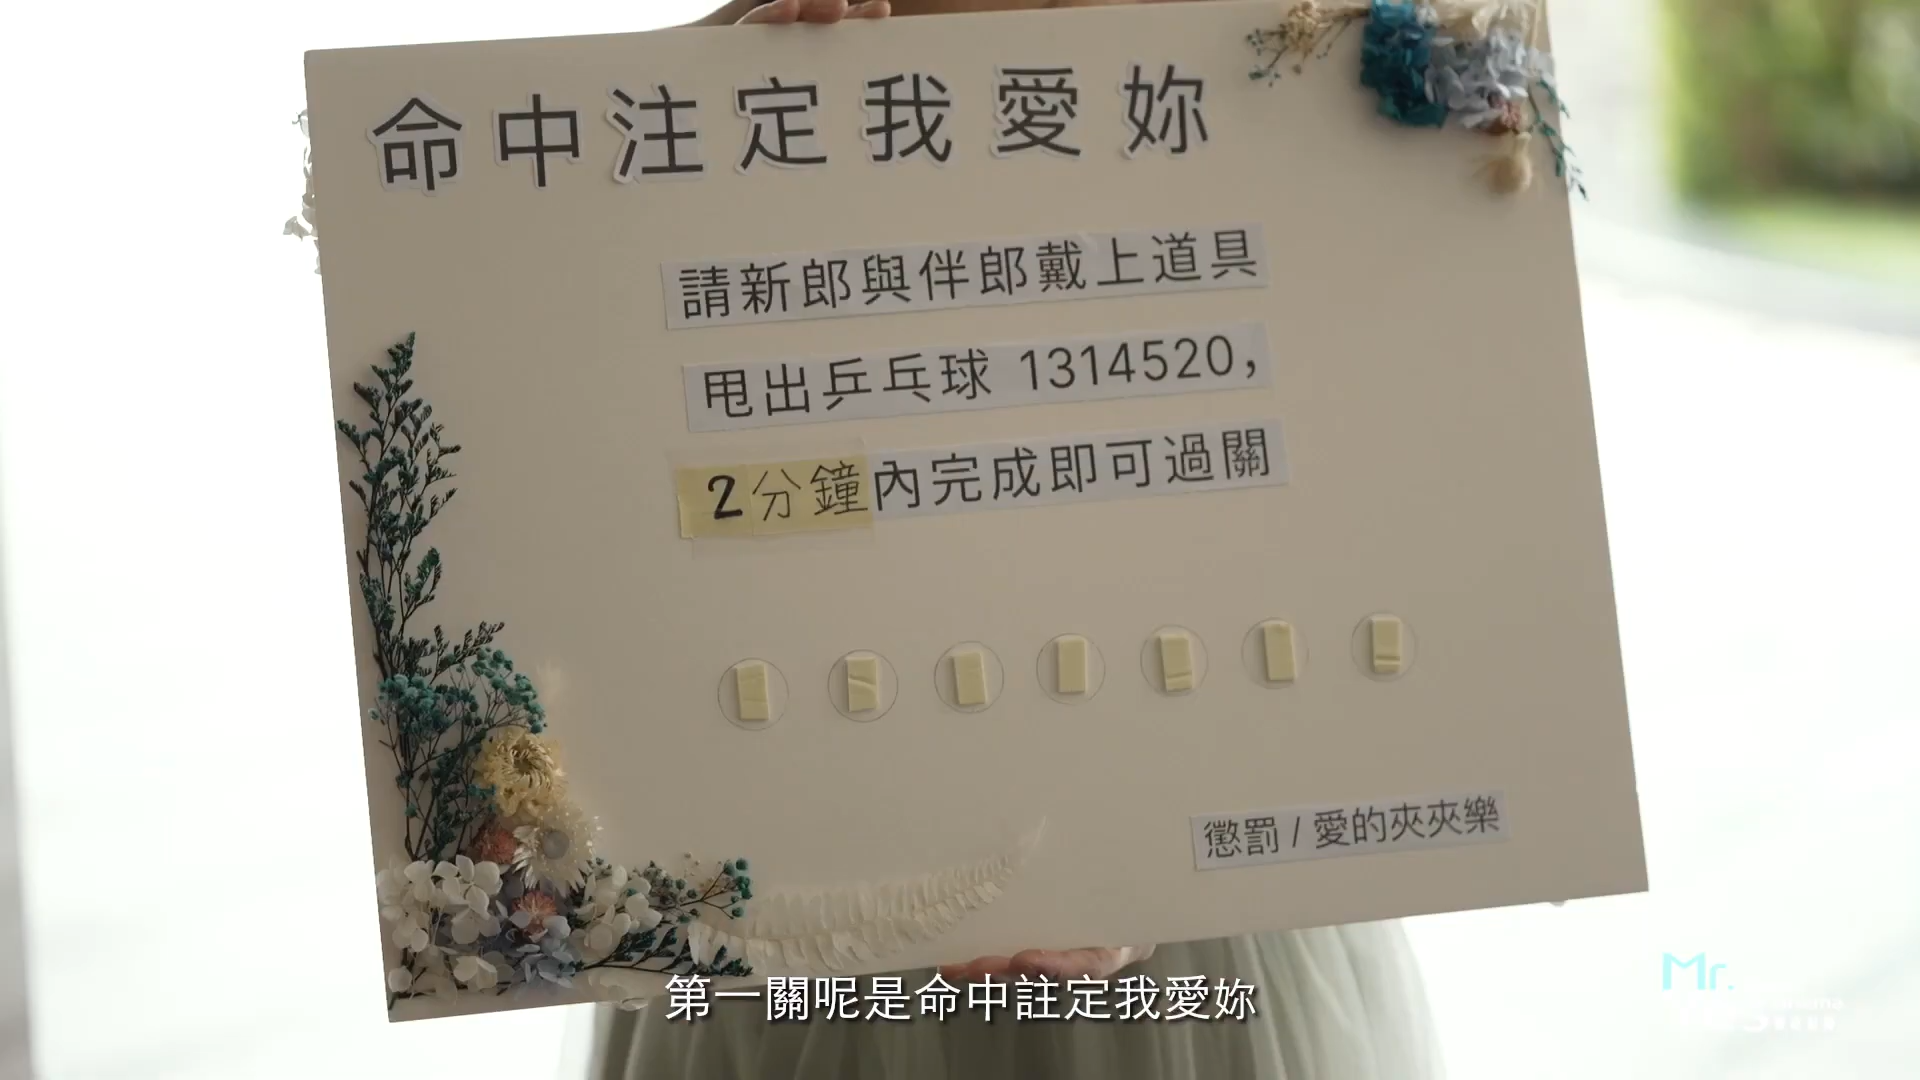 命中注定我愛妳
請新郎與伴郎戴上道具
甩出乒乓球 1314520，
2分鐘內完成即可過關
懲罰 / 愛的夾夾樂
第一關呢是命中註定我愛妳
Mr.